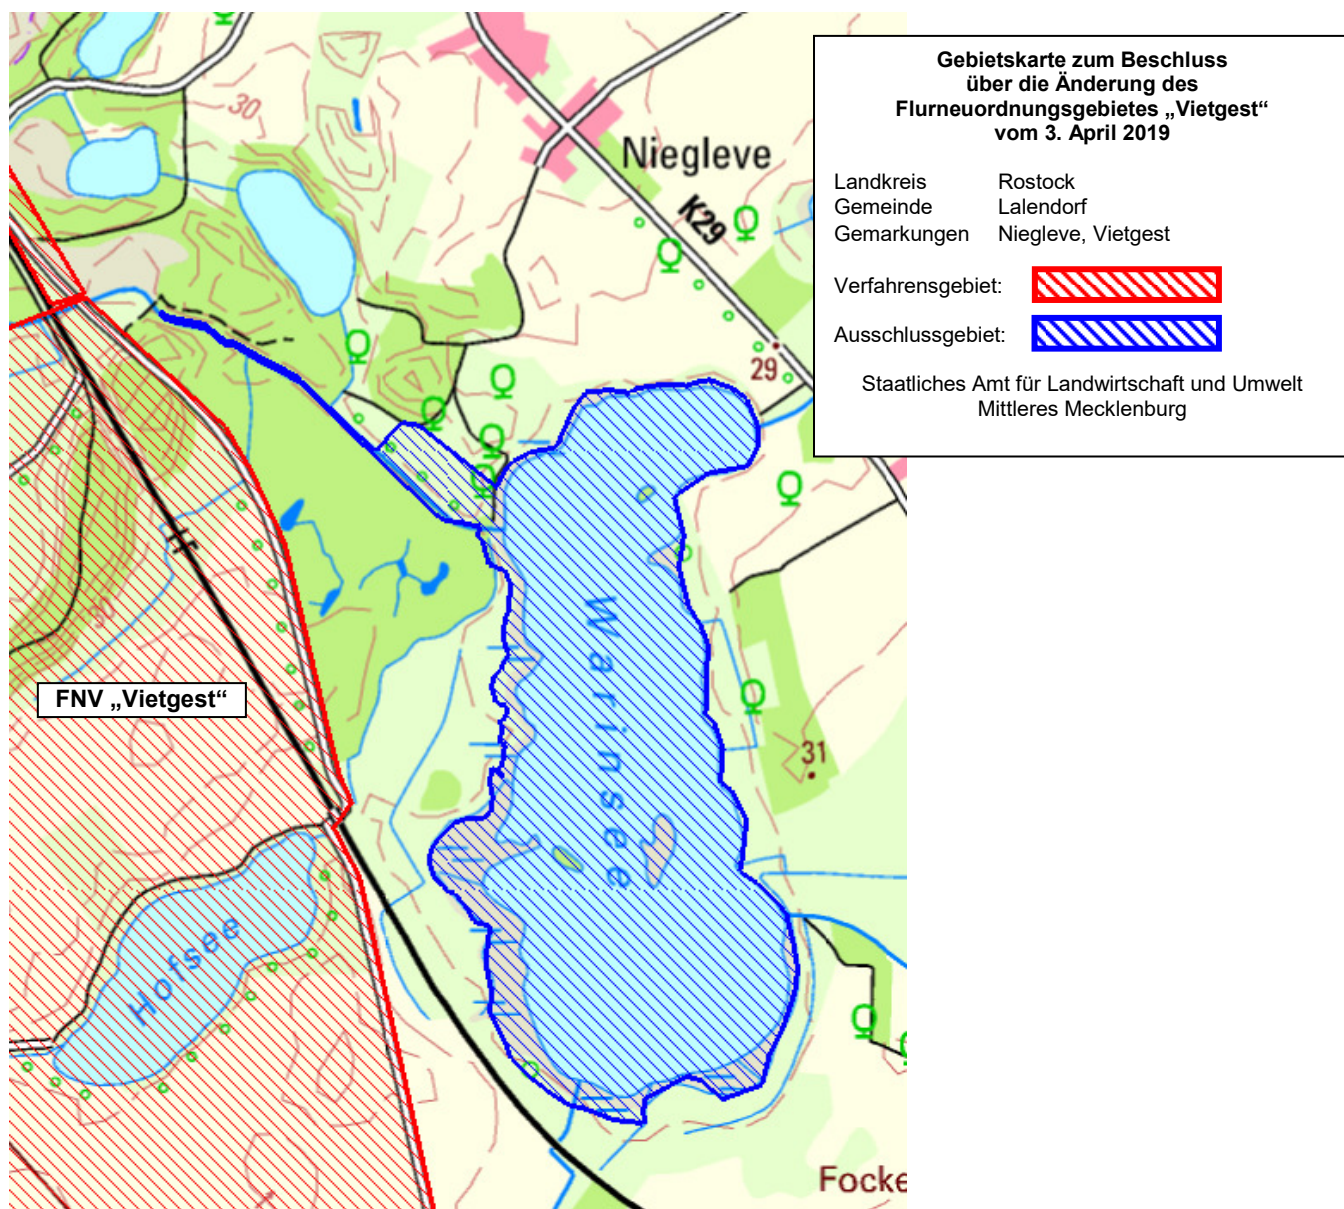 Gebietskarte zum Beschluss
über die Änderung des
Flurneuordnungsgebietes „Vietgest“
vom 3. April 2019
Landkreis Rostock
Gemeinde Lalendorf
Gemarkungen Niegleve, Vietgest
Verfahrensgebiet:
Ausschlussgebiet:
Staatliches Amt für Landwirtschaft und Umwelt
Mittleres Mecklenburg
30
Niegleve
K29
29
30
FNV „Vietgest“
Warinsee
31
Hofsee
Focke